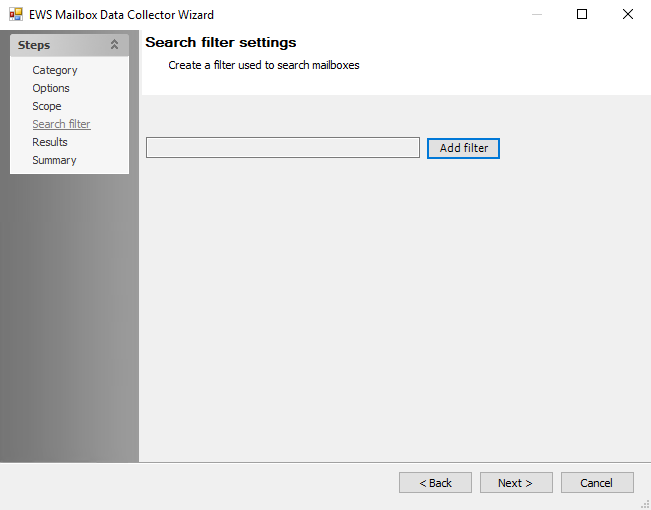 EWS Mailbox Data Collector Wizard
Steps
Category
Options
Scope
Search filter
Results
Summary
Search filter settings
Create a filter used to search mailboxes
Add filter
< Back
Next >
Cancel